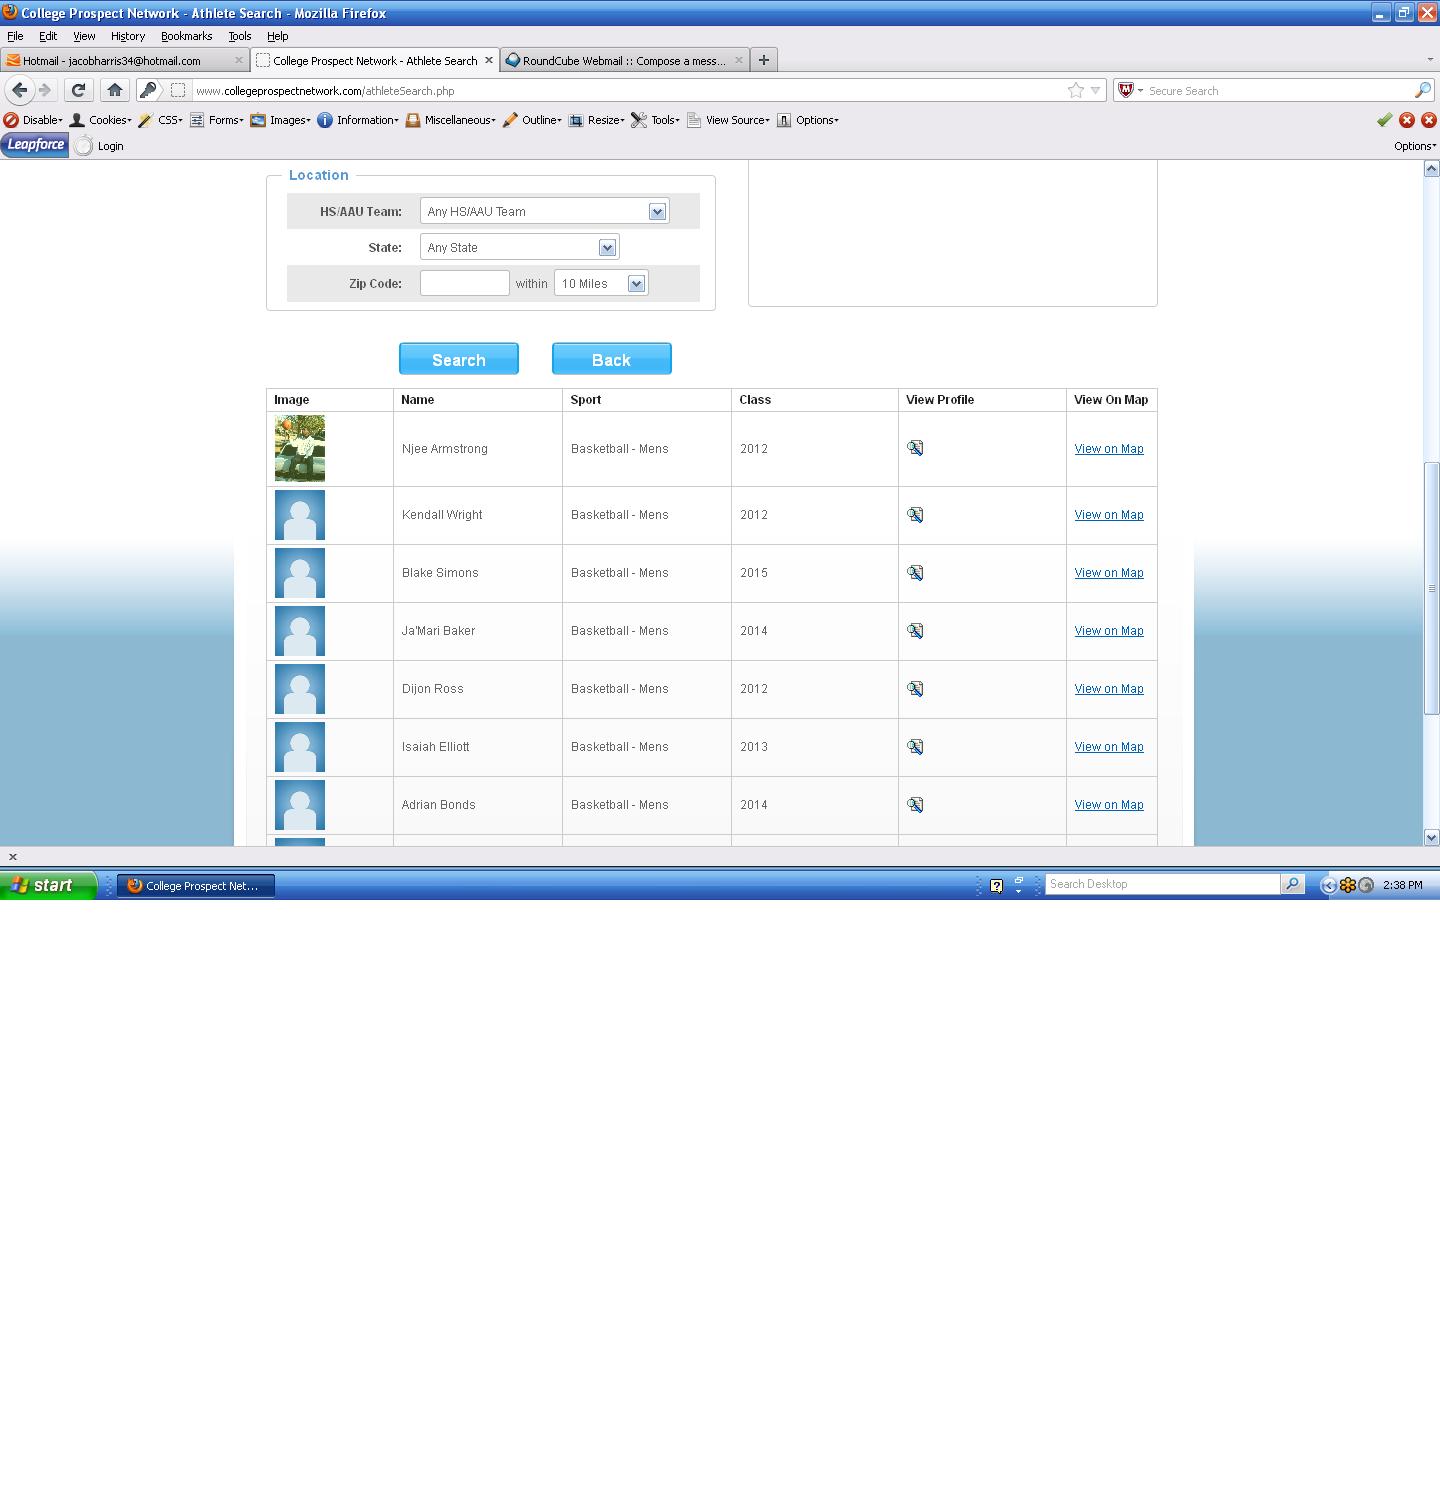 College Prospect Network - Athlete Search - Mozilla Firefox
File Edit View History Bookmarks Tools Help
Hotmail - jacobharris34@hotmail.com College Prospect Network - Athlete Search RoundCube Webmail :: Compose a mess...
www.collegeprospectnetwork.com/athleteSearch.php Secure Search
Disable Cookies CSS Forms Images Information Miscellaneous Outline Resize Tools View Source Options
Leapforce Login Options
Location
HS/AAU Team: Any HS/AAU Team
State: Any State
Zip Code: within 10 Miles
Search Back
Image Name Sport Class View Profile View On Map
Njee Armstrong Basketball - Mens 2012 View on Map
Kendall Wright Basketball - Mens 2012 View on Map
Blake Simons Basketball - Mens 2015 View on Map
Ja'Mari Baker Basketball - Mens 2014 View on Map
Dijon Ross Basketball - Mens 2012 View on Map
Isaiah Elliott Basketball - Mens 2013 View on Map
Adrian Bonds Basketball - Mens 2014 View on Map
start College Prospect Net... Search Desktop 2:38 PM